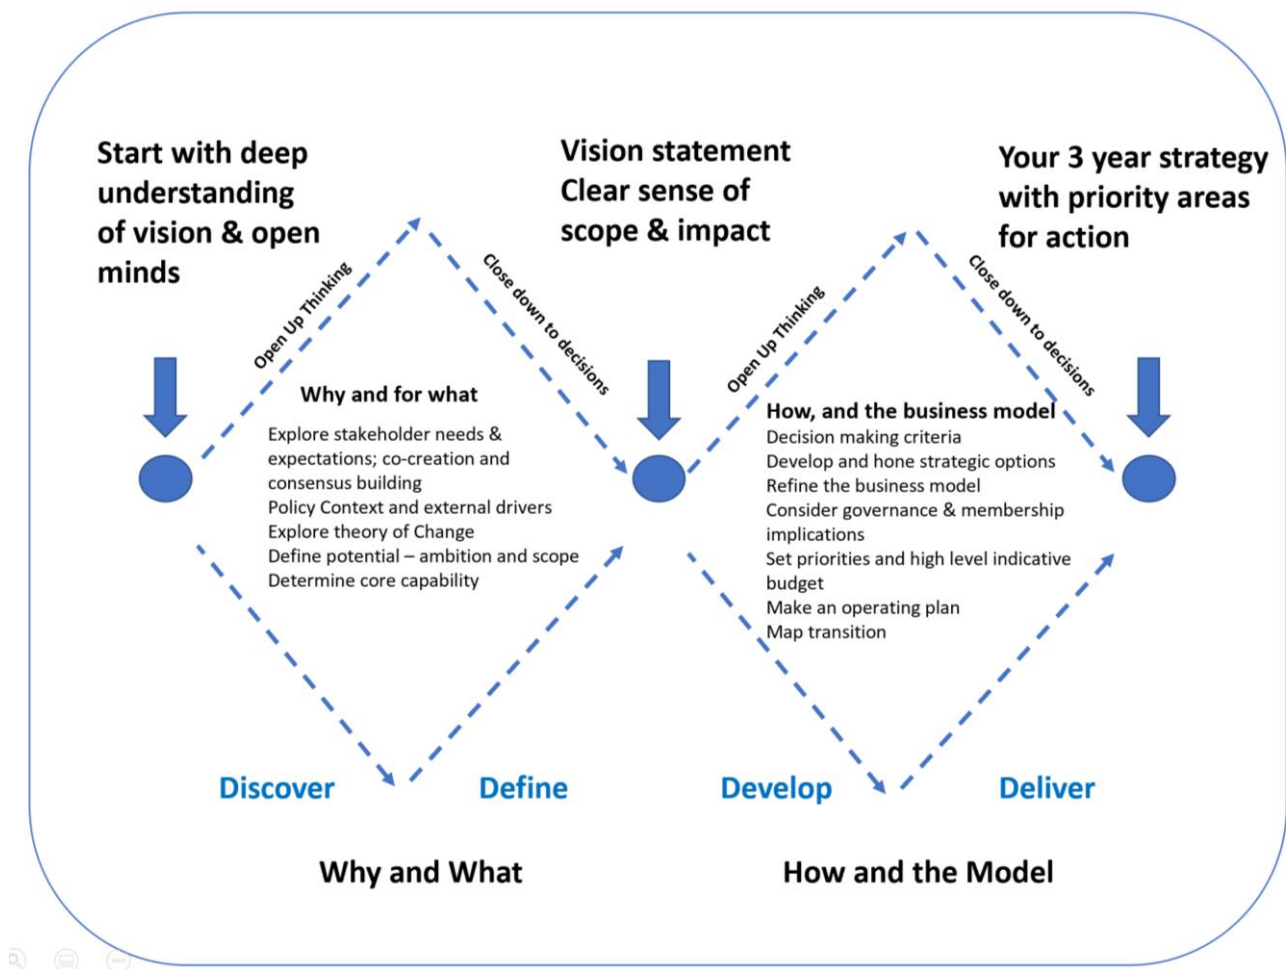 Start with deep
understanding
of vision & open
minds
Vision statement
Clear sense of
scope & impact
Your 3 year strategy
with priority areas
for action
Open Up Thinking
Close down to decisions
Open Up Thinking
Close down to decisions
Why and for what
Explore stakeholder needs &
expectations; co-creation and
consensus building
Policy Context and external drivers
Explore theory of Change
Define potential – ambition and scope
Determine core capability
How, and the business model
Decision making criteria
Develop and hone strategic options
Refine the business model
Consider governance & membership
implications
Set priorities and high level indicative
budget
Make an operating plan
Map transition
Discover
Define
Develop
Deliver
Why and What
How and the Model